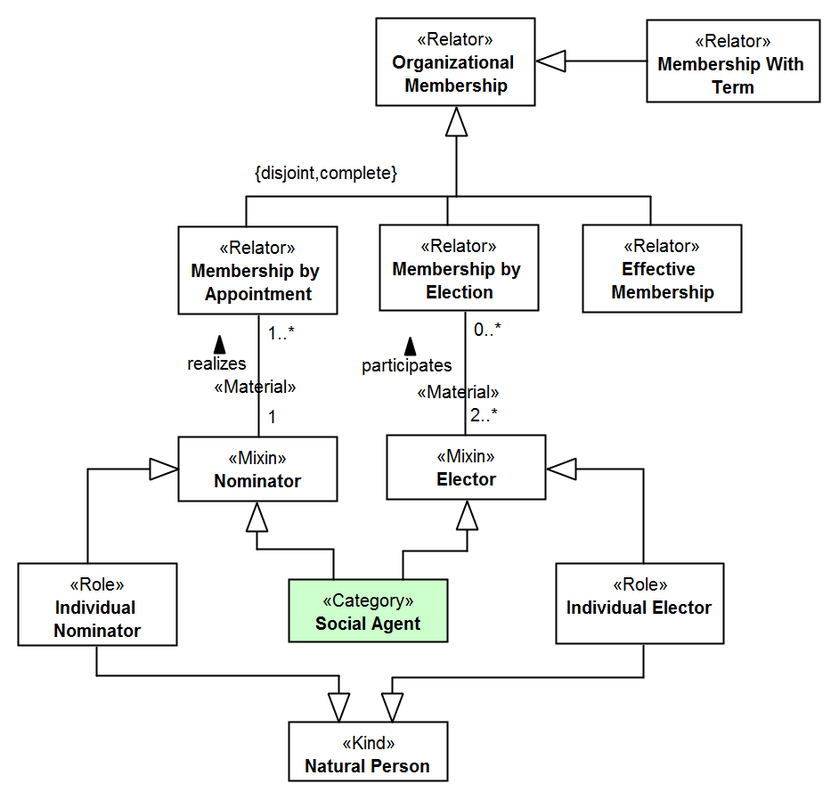 «Relator»
Organizational
Membership
«Relator»
Membership With
Term
{disjoint,complete}
«Relator»
Membership by
Appointment
«Relator»
Membership by
Election
«Relator»
Effective
Membership
1..*
realizes
«Material»
1
0..*
participates
«Material»
2..*
«Mixin»
Nominator
«Mixin»
Elector
«Role»
Individual
Nominator
«Category»
Social Agent
«Role»
Individual Elector
«Kind»
Natural Person